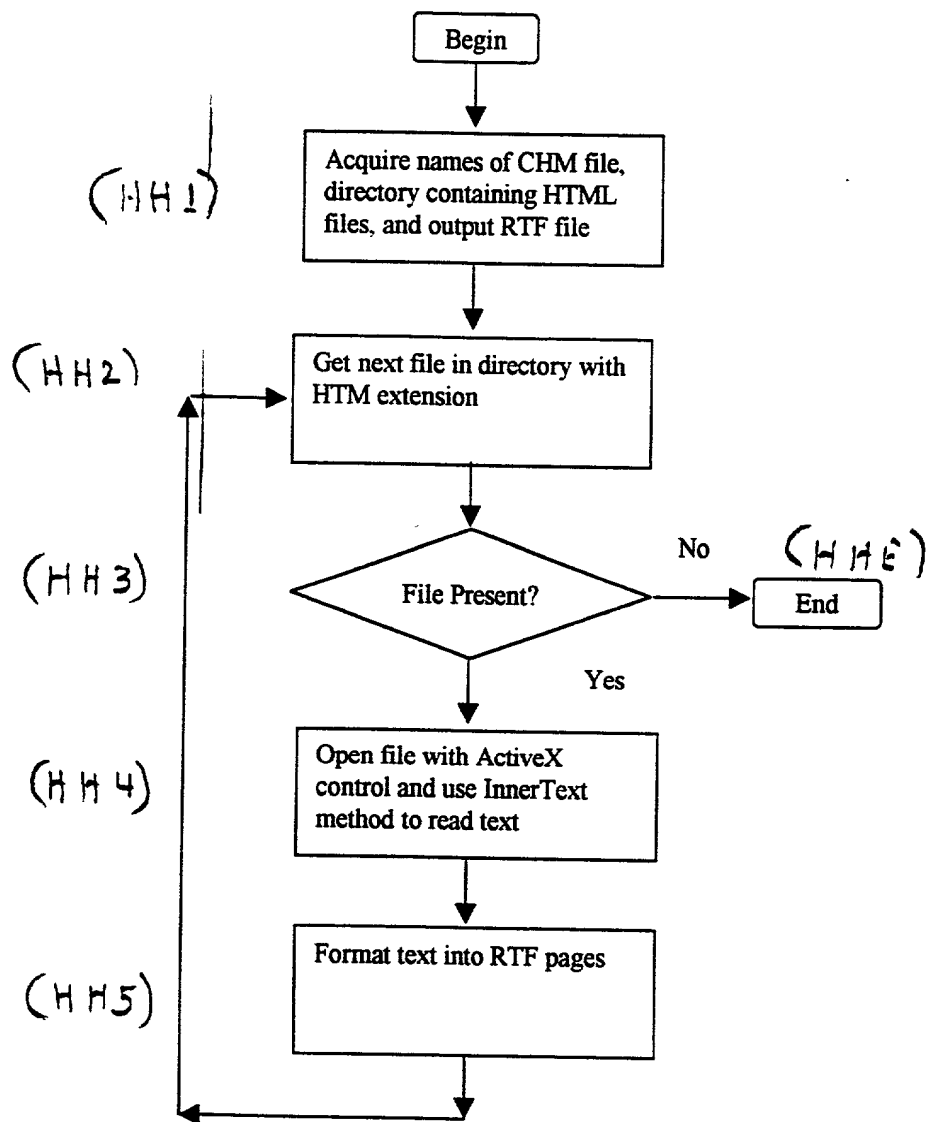 Begin
(HH1)
Acquire names of CHM file,
directory containing HTML
files, and output RTF file
(HH2)
Get next file in directory with
HTM extension
(HH3)
File Present?
No
(HHE)
End
Yes
(HH4)
Open file with ActiveX
control and use InnerText
method to read text
(HH5)
Format text into RTF pages